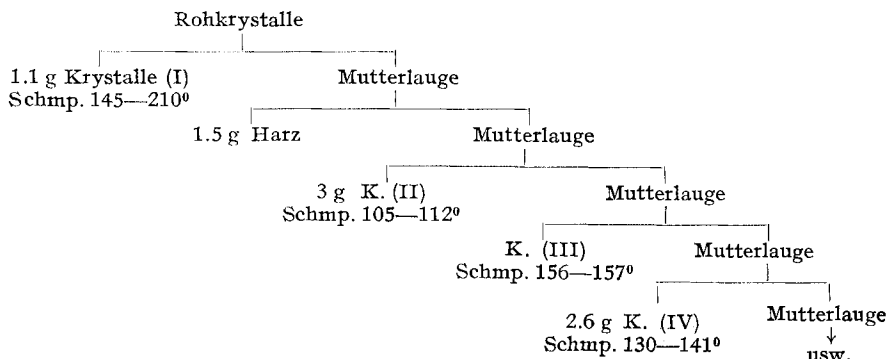 Rohkrystalle
1.1 g Krystalle (I)
Schmp. 145—210⁰
Mutterlauge
1.5 g Harz
Mutterlauge
3 g K. (II)
Schmp. 105—112⁰
Mutterlauge
K. (III)
Schmp. 156—157⁰
Mutterlauge
2.6 g K. (IV)
Schmp. 130—141⁰
Mutterlauge
↓
usw.